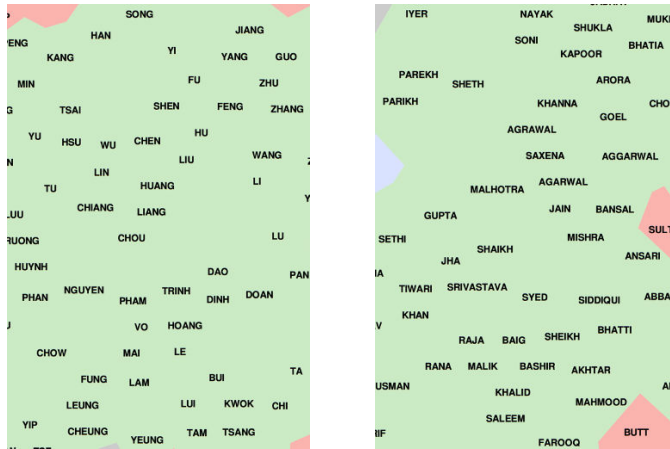 SONG
HAN
JIANG
PENG
YI
KANG
YANG GUO
FU
MIN
ZHU
SHEN FENG
TSAI
ZHANG
HU
YU
HSU WU CHEN
WANG
LIU
LIN
LI
HUANG
TU
CHIANG
LIANG
LUU
CHOU
LU
RUONG
HUYNH
DAO
PAN
NGUYEN
TRINH
DOAN
PHAN
PHAM
DINH
VO HOANG
CHOW
MAI
LE
TA
BUI
FUNG
LAM
LEUNG
LUI KWOK CHI
YIP
CHEUNG
TAM TSANG
YEUNG
IYER
NAYAK
SHUKLA
SONI
BHATIA
KAPOOR
PAREKH
ARORA
SHETH
PARIKH
KHANNA
GOEL
AGRAWAL
SAXENA
AGGARWAL
AGARWAL
MALHOTRA
JAIN BANSAL
GUPTA
SETHI
MISHRA
SHAIKH
ANSARI
JHA
TIWARI SRIVASTAVA
SYED
SIDDIQUI
ABBA
KHAN
BHATTI
SHEIKH
RAJA BAIG
RANA MALIK BASHIR
AKHTAR
USMAN
KHALID
MAHMOOD
SALEEM
BUTT
FAROOQ